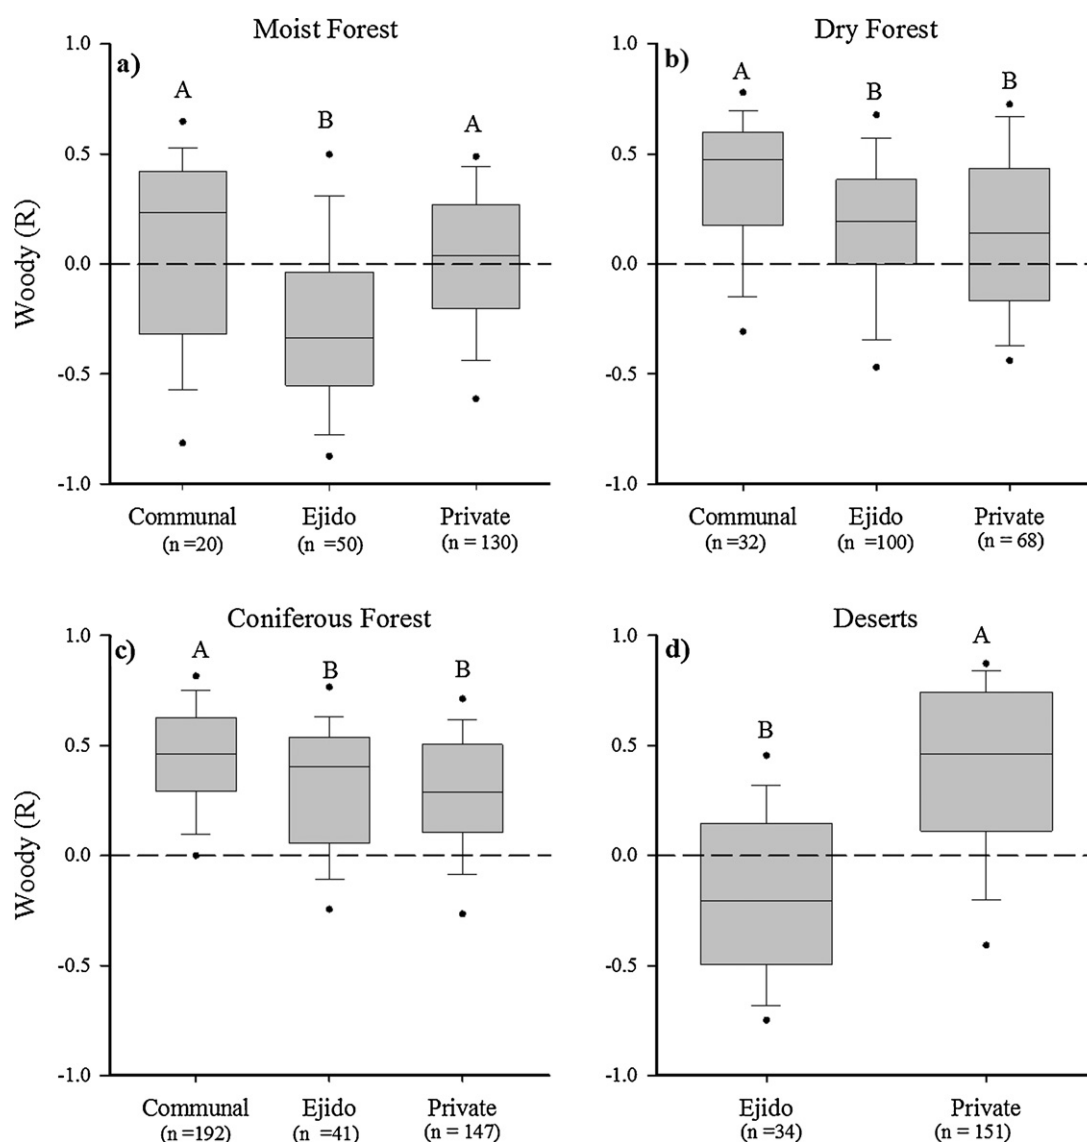 Moist Forest
a)
1.0
0.5
0.0
-0.5
-1.0
Woody (R)
A
B
A
Communal
(n =20)
Ejido
(n =50)
Private
(n = 130)
Dry Forest
b)
1.0
0.5
0.0
-0.5
-1.0
A
B
B
Communal
(n =32)
Ejido
(n =100)
Private
(n = 68)
Coniferous Forest
c)
1.0
0.5
0.0
-0.5
-1.0
Woody (R)
A
B
B
Communal
(n =192)
Ejido
(n =41)
Private
(n = 147)
Deserts
d)
1.0
0.5
0.0
-0.5
-1.0
B
A
Ejido
(n =34)
Private
(n = 151)